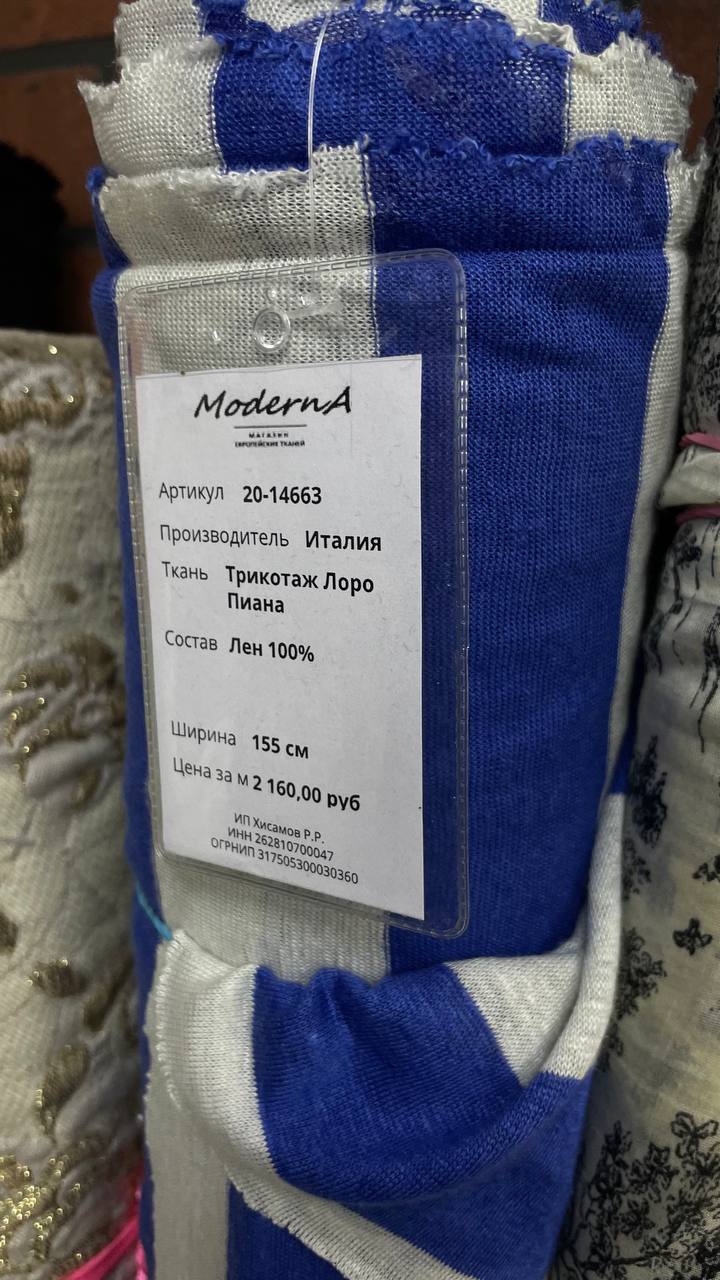 ModernA
МАГАЗИН
ЕВРОПЕЙСКИЕ ТКАНЕЙ
Артикул 20-14663
Производитель Италия
Ткань Трикотаж Лоро
Пиана
Состав Лен 100%
Ширина 155 см
Цена за м 2 160,00 руб
ИП Хисамов Р.Р.
ИНН 262810700047
ОГРНИП 317505300030360